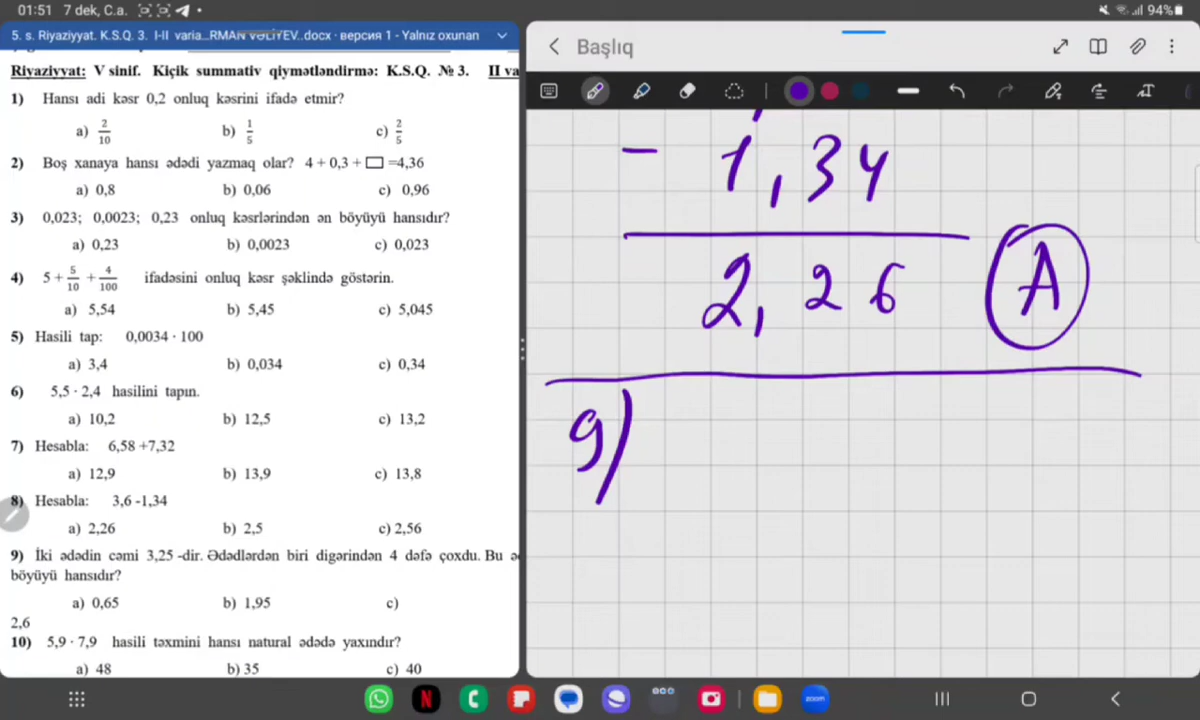 01:51 7 dek, C.a.
94%
5. s. Riyaziyyat. K.S.Q. 3. I-II varia...RMAN VƏLİYEV..docx · версия 1 - Yalnız oxunan
Riyaziyyat: V sinif. Kiçik summativ qiymətləndirmə: K.S.Q. № 3. II va
1) Hansı adi kəsr 0,2 onluq kəsrini ifadə etmir?
a) 2/10 b) 1/5 c) 2/5
2) Boş xanaya hansı ədədi yazmaq olar? 4 + 0,3 + □ =4,36
a) 0,8 b) 0,06 c) 0,96
3) 0,023; 0,0023; 0,23 onluq kəsrlərindən ən böyüyü hansıdır?
a) 0,23 b) 0,0023 c) 0,023
4) 5 + 5/10 + 4/100 ifadəsini onluq kəsr şəklində göstərin.
a) 5,54 b) 5,45 c) 5,045
5) Hasili tap: 0,0034 · 100
a) 3,4 b) 0,034 c) 0,34
6) 5,5 · 2,4 hasilini tapın.
a) 10,2 b) 12,5 c) 13,2
7) Hesabla: 6,58 +7,32
a) 12,9 b) 13,9 c) 13,8
8) Hesabla: 3,6 -1,34
a) 2,26 b) 2,5 c) 2,56
9) İki ədədin cəmi 3,25 -dir. Ədədlərdən biri digərindən 4 dəfə çoxdu. Bu ə
böyüyü hansıdır?
a) 0,65 b) 1,95 c)
2,6
10) 5,9 · 7,9 hasili təxmini hansı natural ədədə yaxındır?
a) 48 b) 35 c) 40
Başlıq
- 1,34
2,26 A
9)
zoom